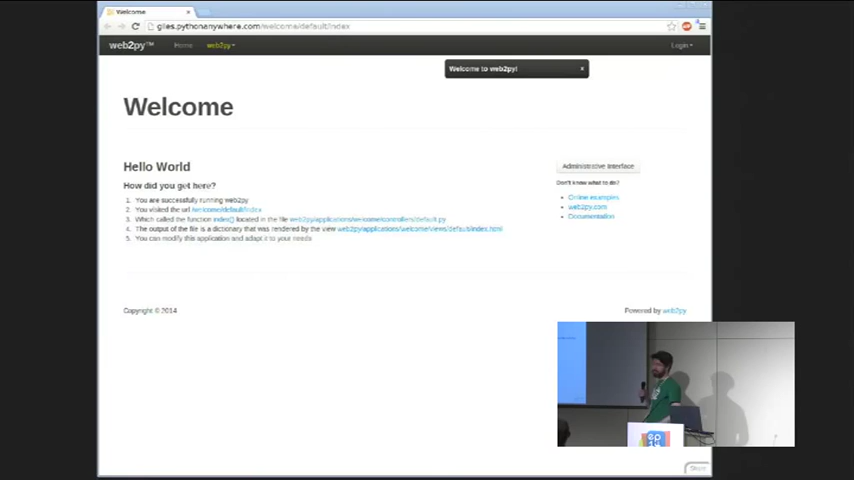 Welcome
giles.pythonanywhere.com/welcome/default/index
web2py™ Home web2py Login
Welcome to web2py! ×
Welcome
Hello World
How did you get here?
1. You are successfully running web2py
2. You visited the url /welcome/default/index
3. Which called the function index() located in the file web2py/applications/welcome/controllers/default.py
4. The output of the file is a dictionary that was rendered by the view web2py/applications/welcome/views/default/index.html
5. You can modify this application and adapt it to your needs
Administrative Interface
Don't know what to do?
Online examples
web2py.com
Documentation
Copyright © 2014
Powered by web2py
Share